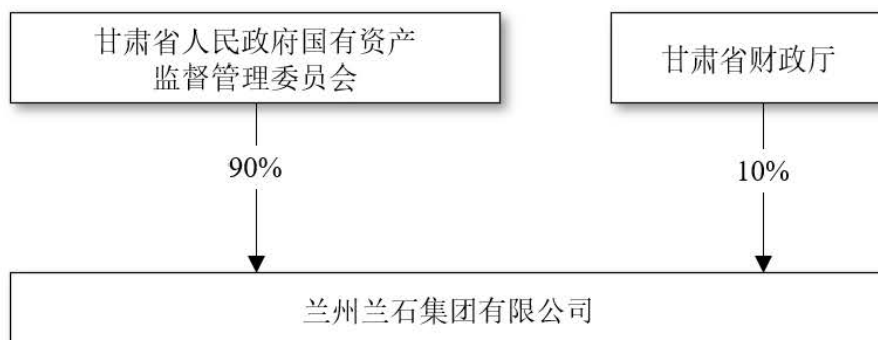 甘肃省人民政府国有资产
监督管理委员会
甘肃省财政厅
90%
10%
兰州兰石集团有限公司